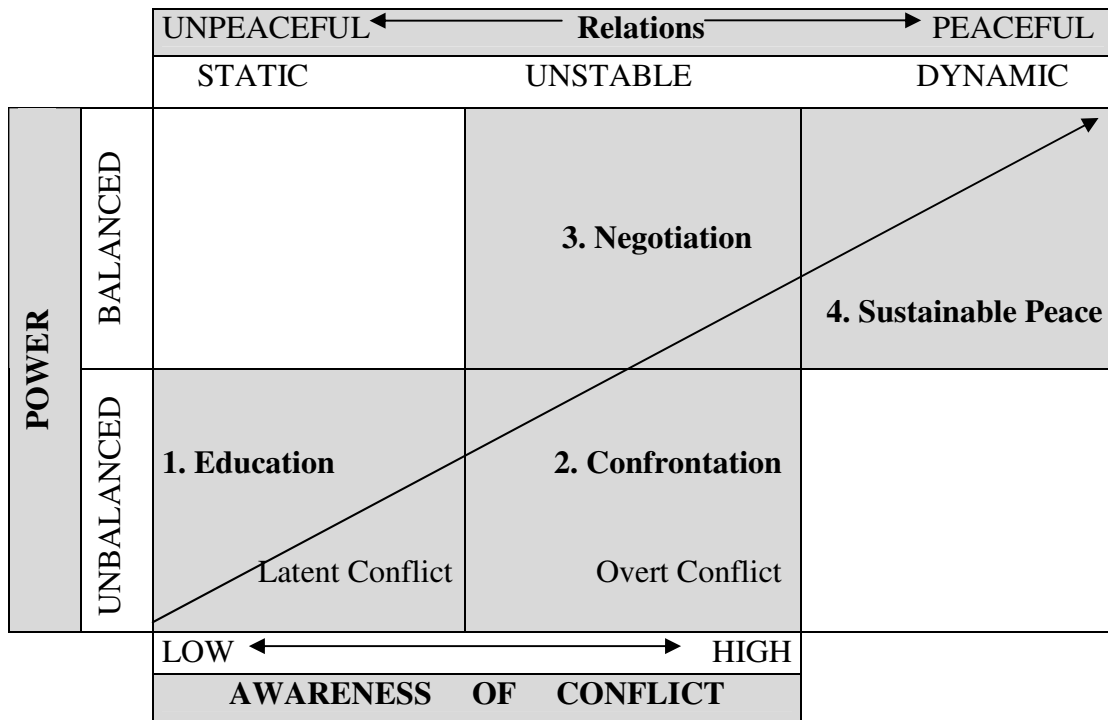 UNPEACEFUL Relations PEACEFUL
STATIC UNSTABLE DYNAMIC
POWER
BALANCED
3. Negotiation
4. Sustainable Peace
UNBALANCED
1. Education 2. Confrontation
Latent Conflict Overt Conflict
LOW HIGH
AWARENESS OF CONFLICT